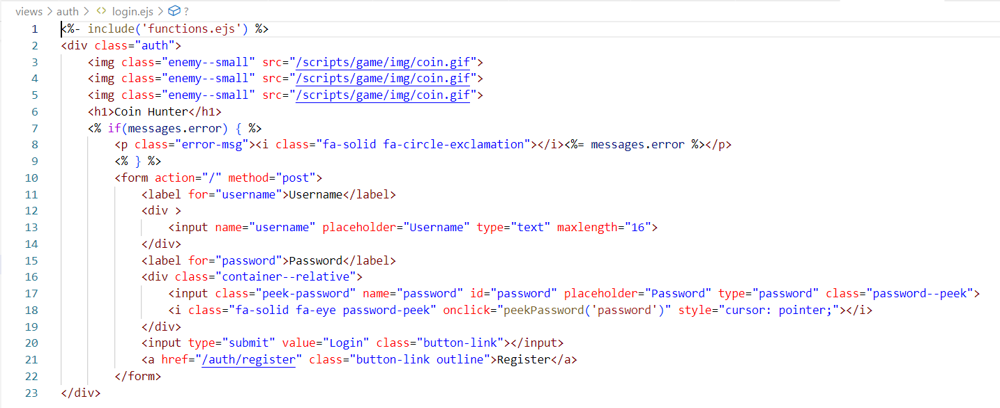 views > auth > <> login.ejs > ?
1 <%- include('functions.ejs') %>
2 <div class="auth">
3     <img class="enemy--small" src="/scripts/game/img/coin.gif">
4     <img class="enemy--small" src="/scripts/game/img/coin.gif">
5     <img class="enemy--small" src="/scripts/game/img/coin.gif">
6     <h1>Coin Hunter</h1>
7     <% if(messages.error) { %>
8         <p class="error-msg"><i class="fa-solid fa-circle-exclamation"></i><%= messages.error %></p>
9         <% } %>
10         <form action="/" method="post">
11             <label for="username">Username</label>
12             <div >
13                 <input name="username" placeholder="Username" type="text" maxlength="16">
14             </div>
15             <label for="password">Password</label>
16             <div class="container--relative">
17                 <input class="peek-password" name="password" id="password" placeholder="Password" type="password" class="password--peek">
18                 <i class="fa-solid fa-eye password-peek" onclick="peekPassword('password')" style="cursor: pointer;"></i>
19             </div>
20             <input type="submit" value="Login" class="button-link"></input>
21             <a href="/auth/register" class="button-link outline">Register</a>
22         </form>
23 </div>